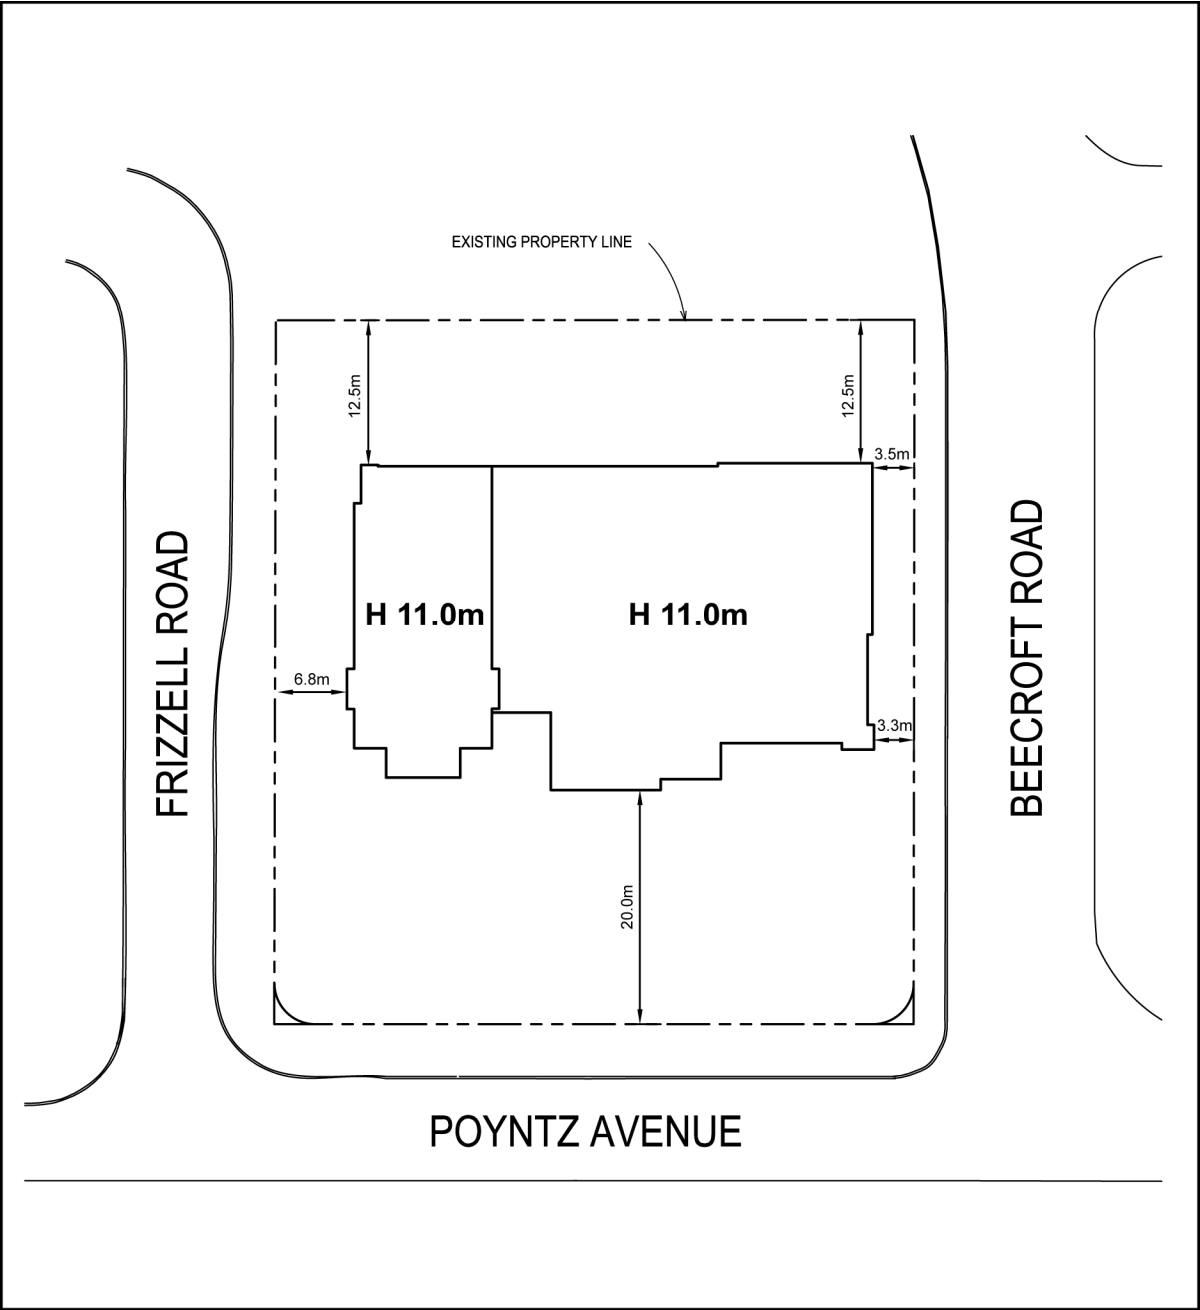 EXISTING PROPERTY LINE
12.5m
12.5m
3.5m
H 11.0m
H 11.0m
6.8m
3.3m
20.0m
FRIZZELL ROAD
BEECROFT ROAD
POYNTZ AVENUE